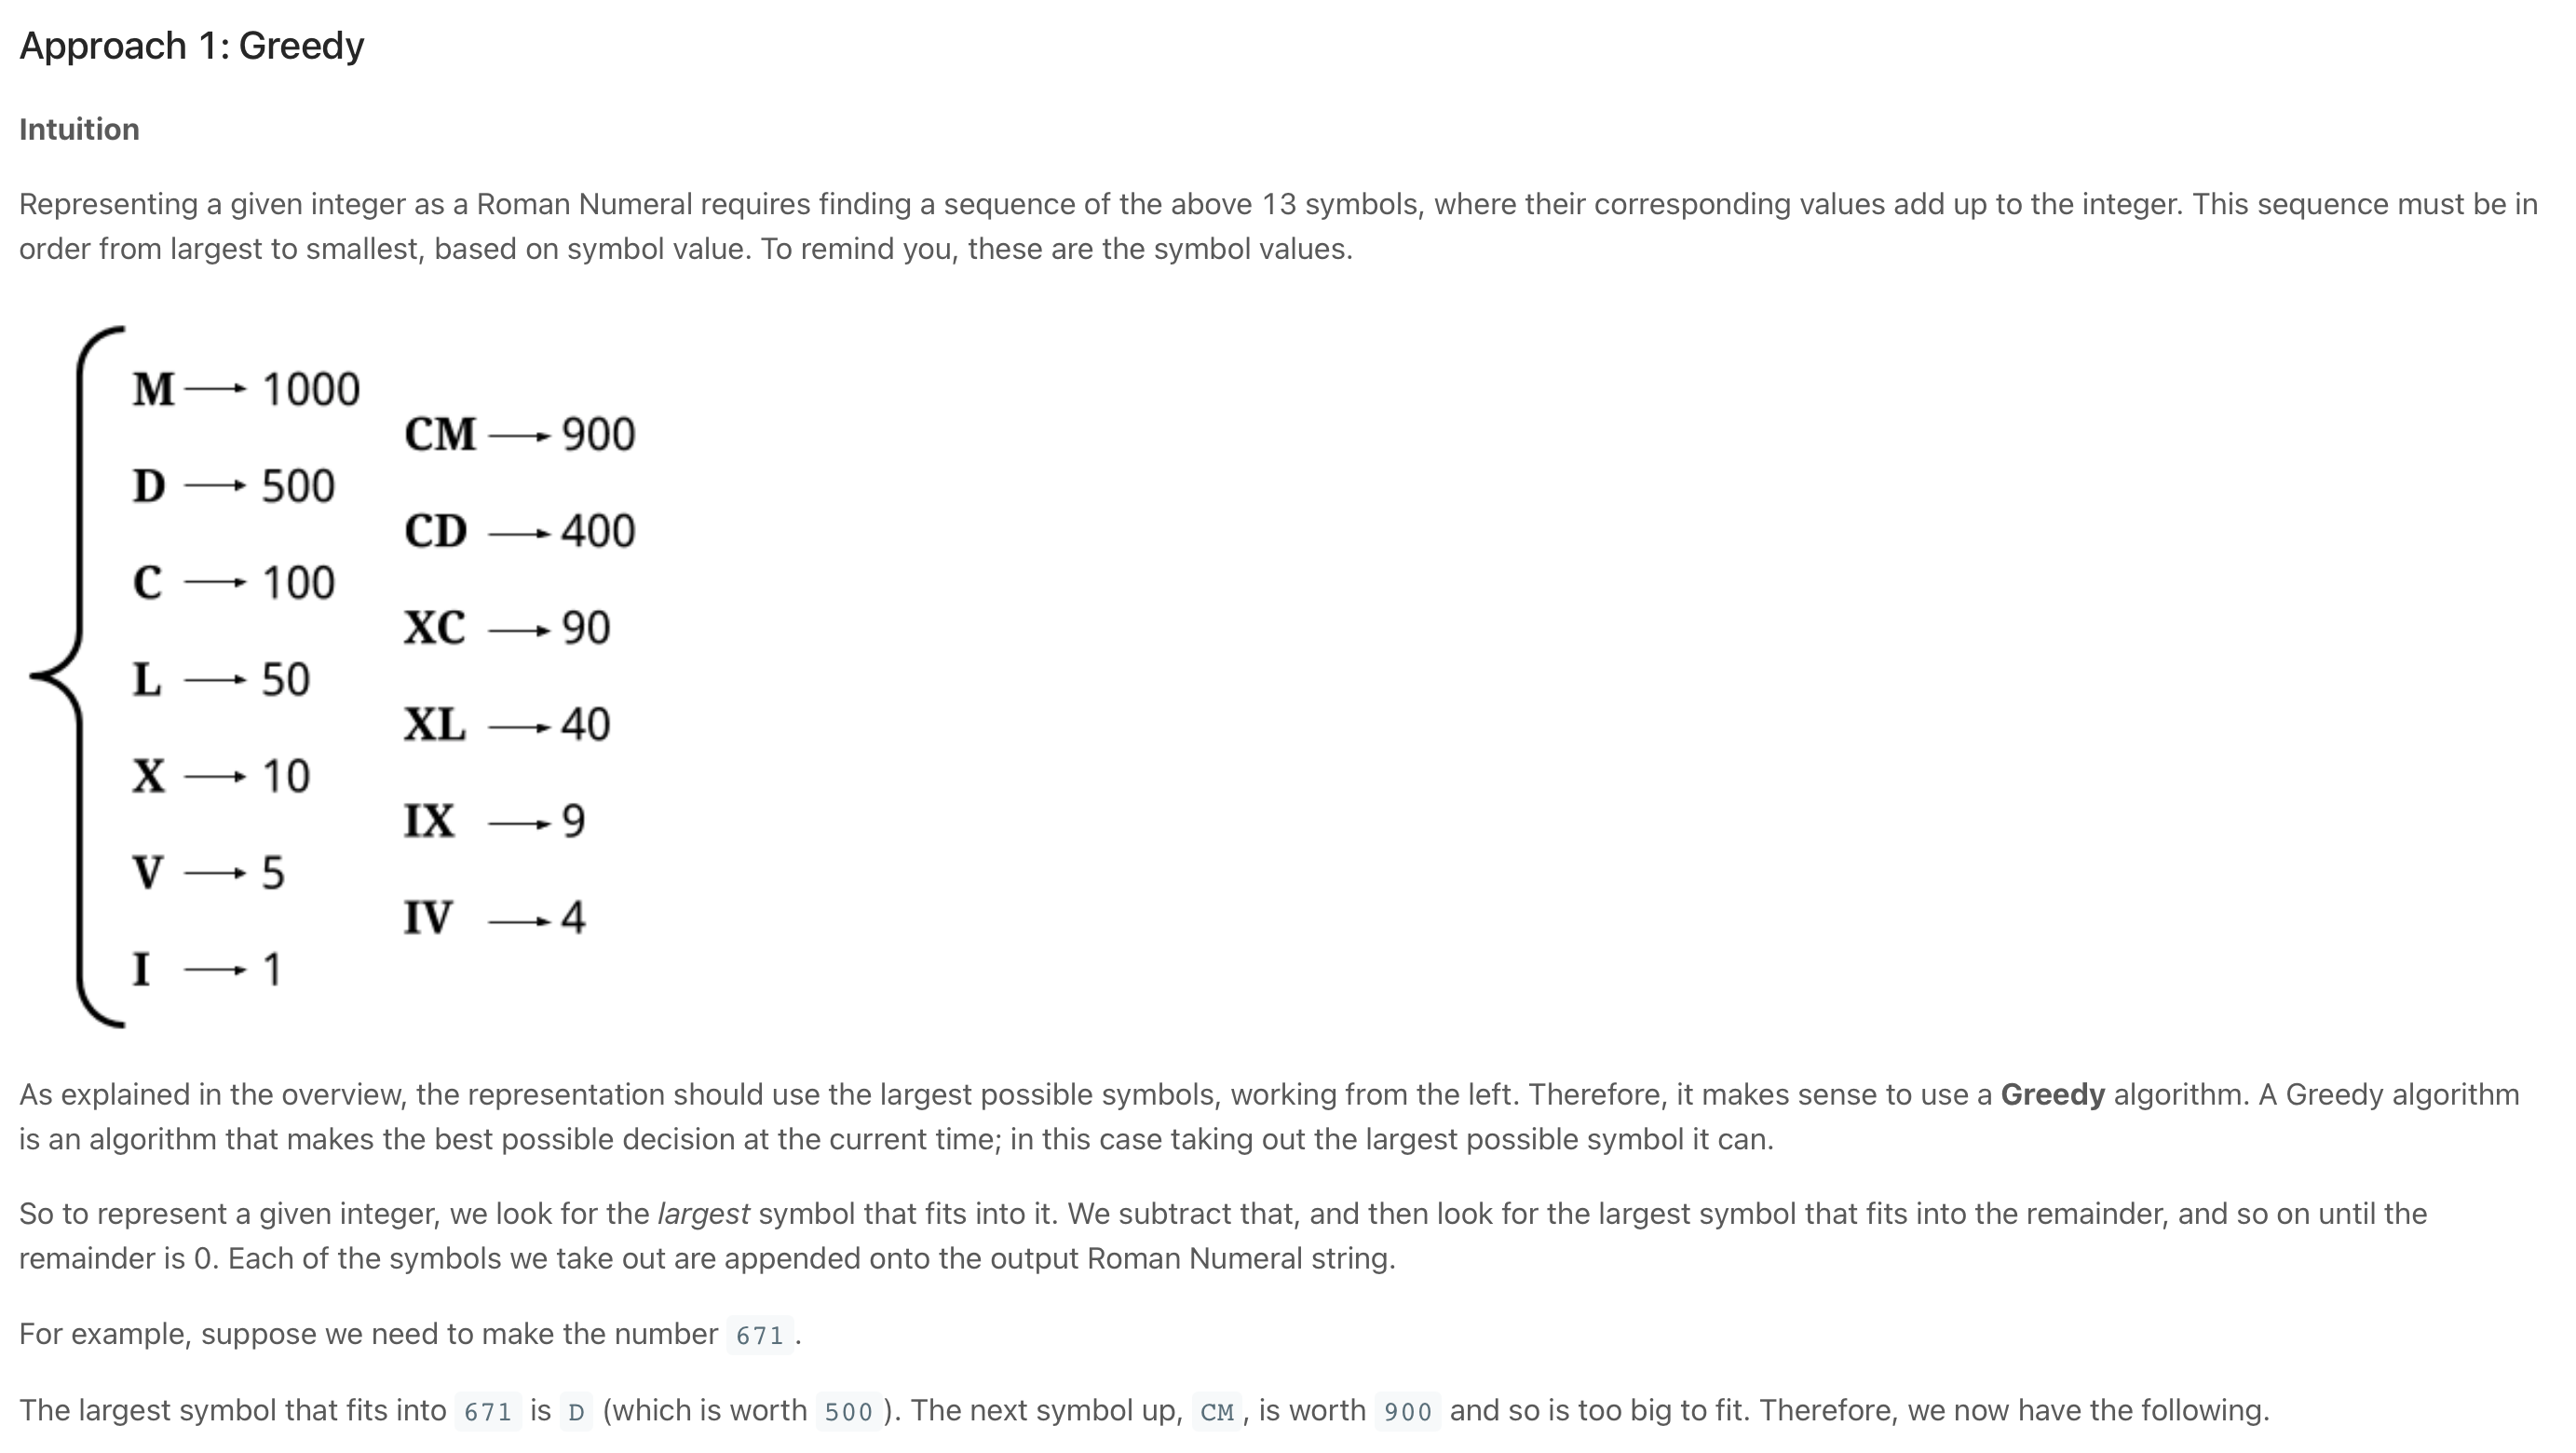 Approach 1: Greedy
Intuition
Representing a given integer as a Roman Numeral requires finding a sequence of the above 13 symbols, where their corresponding values add up to the integer. This sequence must be in
order from largest to smallest, based on symbol value. To remind you, these are the symbol values.
M → 1000
CM → 900
D → 500
CD → 400
C → 100
XC → 90
L → 50
XL → 40
X → 10
IX → 9
V → 5
IV → 4
I → 1
As explained in the overview, the representation should use the largest possible symbols, working from the left. Therefore, it makes sense to use a Greedy algorithm. A Greedy algorithm
is an algorithm that makes the best possible decision at the current time; in this case taking out the largest possible symbol it can.
So to represent a given integer, we look for the largest symbol that fits into it. We subtract that, and then look for the largest symbol that fits into the remainder, and so on until the
remainder is 0. Each of the symbols we take out are appended onto the output Roman Numeral string.
For example, suppose we need to make the number 671.
The largest symbol that fits into 671 is D (which is worth 500). The next symbol up, CM, is worth 900 and so is too big to fit. Therefore, we now have the following.